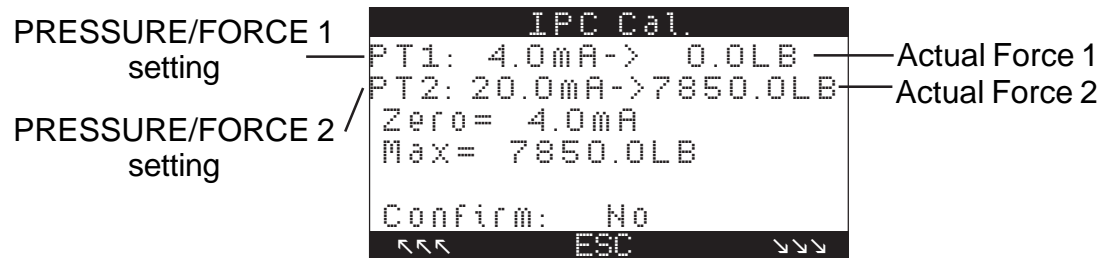 IPC Cal.
PRESSURE/FORCE 1
setting
PT1: 4.0mA-> 0.0LB
Actual Force 1
PT2: 20.0mA->7850.0LB
Actual Force 2
PRESSURE/FORCE 2
setting
Zero= 4.0mA
Max= 7850.0LB
Confirm: No
↖↖↖ ESC ↘↘↘